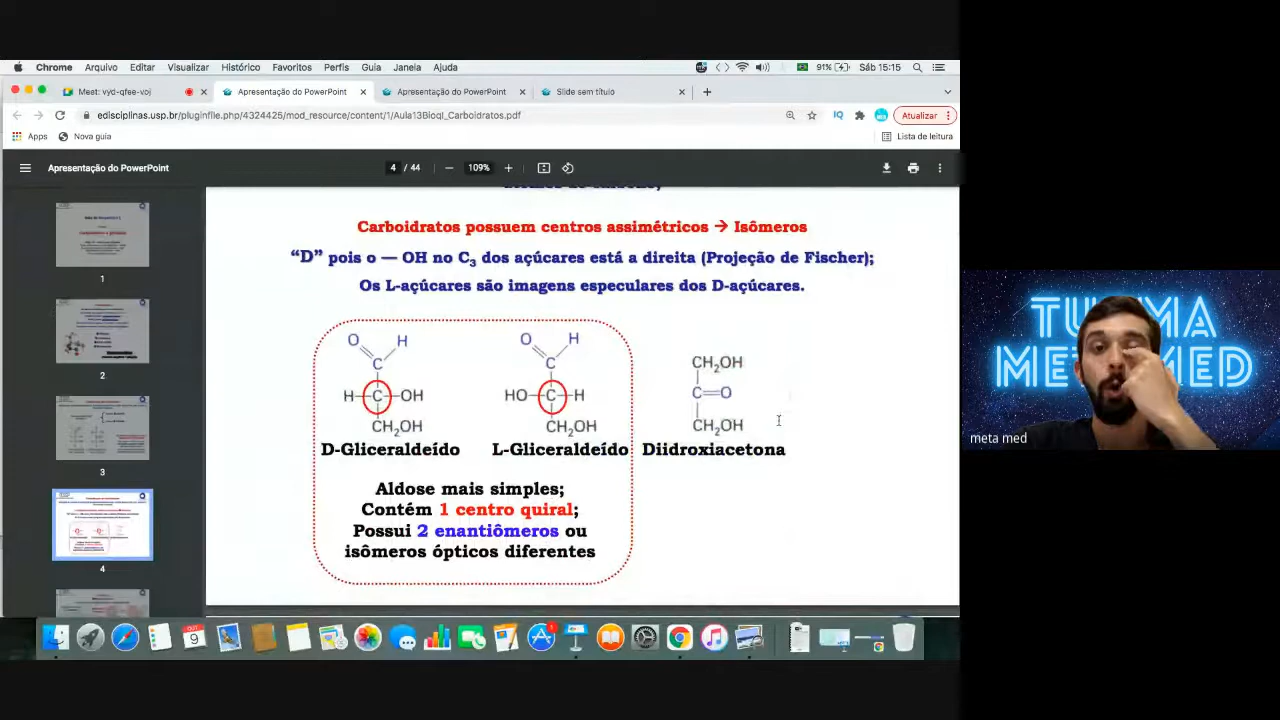 Chrome Arquivo Editar Visualizar Histórico Favoritos Perfis Guia Janela Ajuda 91% Sáb 15:15
Meet: vyd-qfee-voj Apresentação do PowerPoint Apresentação do PowerPoint Slide sem título
edisciplinas.usp.br/pluginfile.php/4324425/mod_resource/content/1/Aula13BioqI_Carboidratos.pdf IQ Atualizar
Apps Nova guia Lista de leitura
Apresentação do PowerPoint 4 / 44 109%
Carboidratos possuem centros assimétricos → Isômeros
“D” pois o — OH no C3 dos açúcares está a direita (Projeção de Fischer);
Os L-açúcares são imagens especulares dos D-açúcares.
O H O H
C C CH2OH
H C OH HO C H C O
CH2OH CH2OH CH2OH
D-Gliceraldeído L-Gliceraldeído Diidroxiacetona
Aldose mais simples;
Contém 1 centro quiral;
Possui 2 enantiômeros ou
isômeros ópticos diferentes
1
2
3
4
META MED
meta med
9